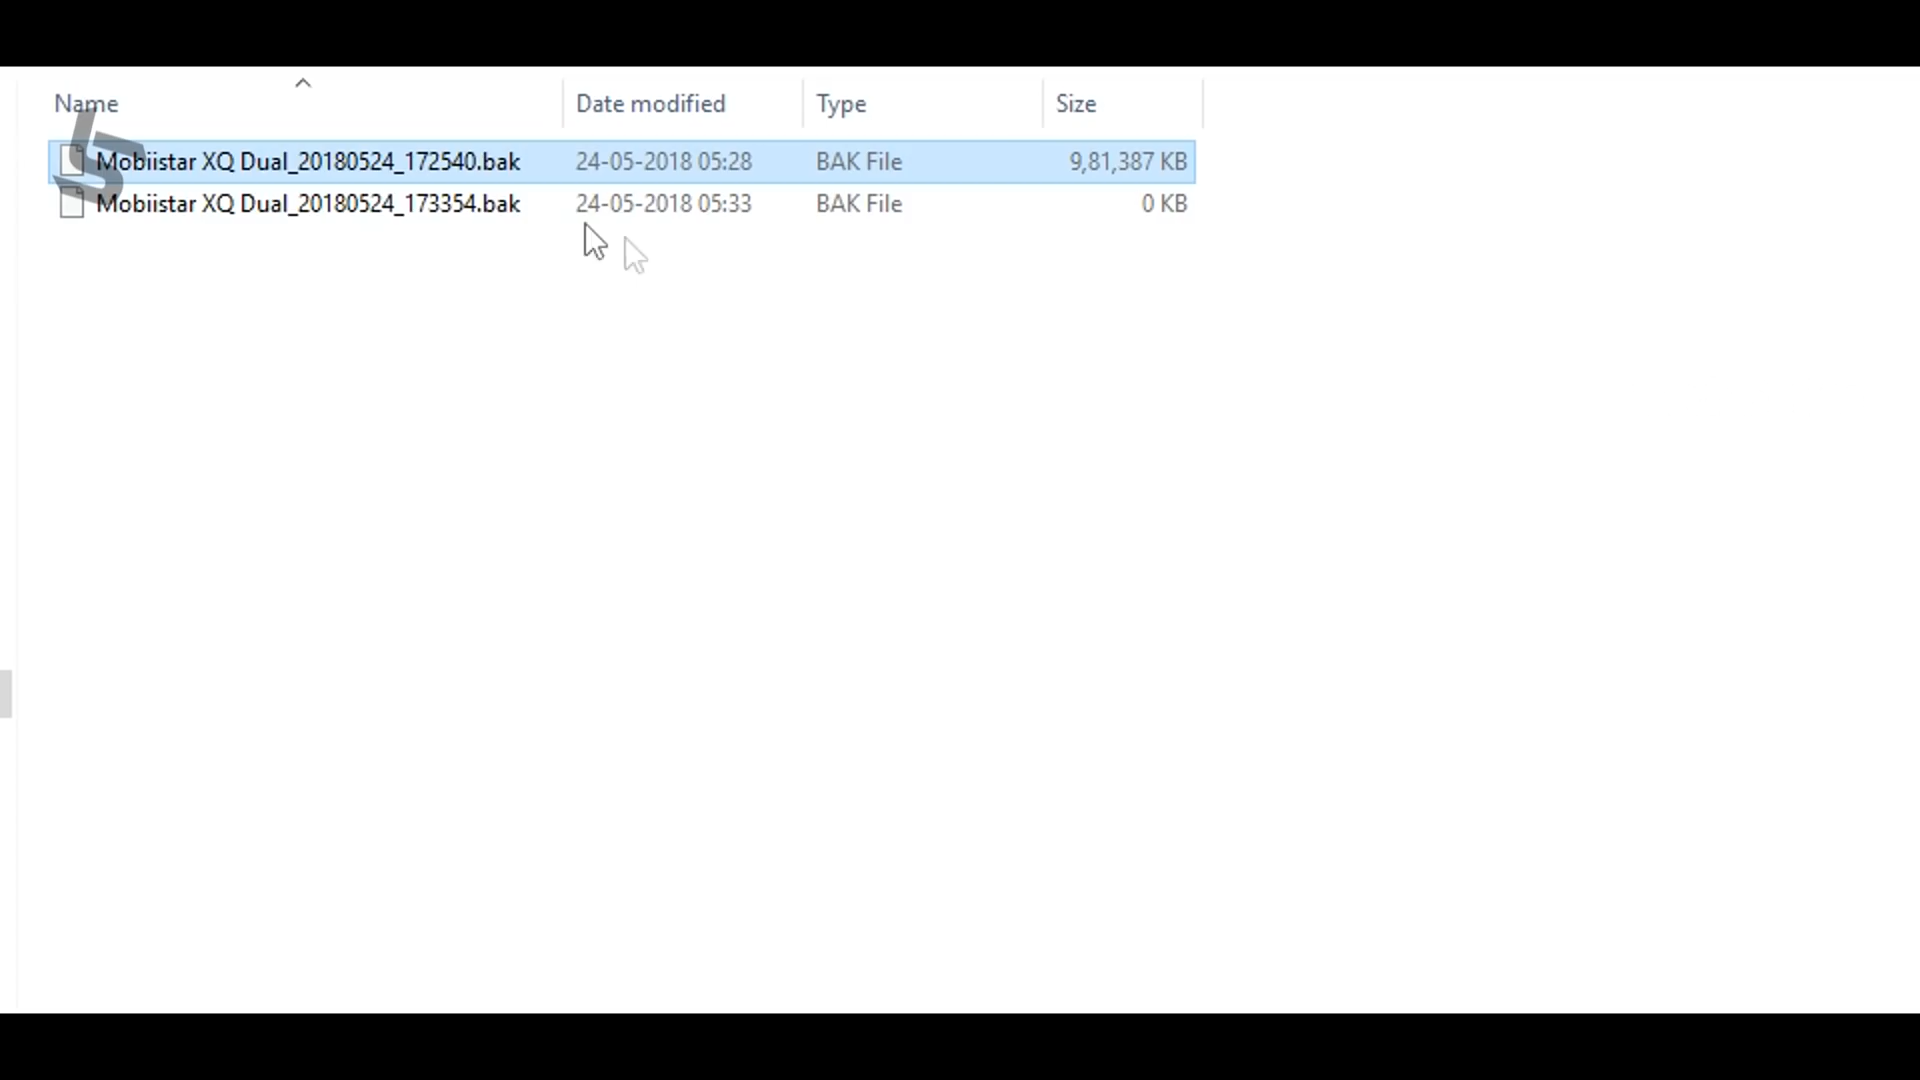 Name Date modified Type Size
Mobiistar XQ Dual_20180524_172540.bak 24-05-2018 05:28 BAK File 9,81,387 KB
Mobiistar XQ Dual_20180524_173354.bak 24-05-2018 05:33 BAK File 0 KB